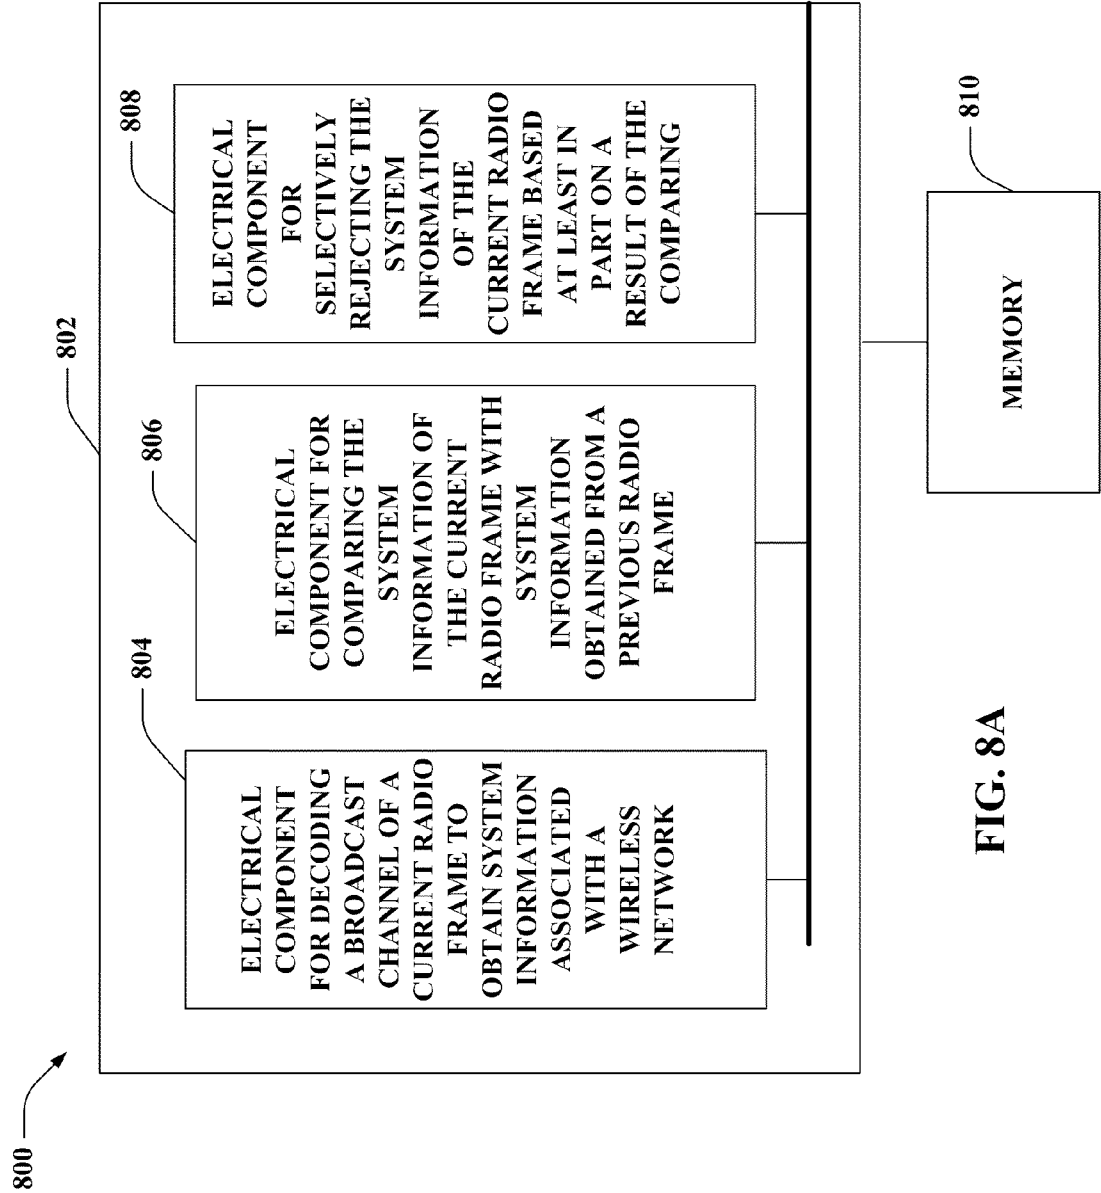 800
802
804
ELECTRICAL
COMPONENT
FOR DECODING
A BROADCAST
CHANNEL OF A
CURRENT RADIO
FRAME TO
OBTAIN SYSTEM
INFORMATION
ASSOCIATED
WITH A
WIRELESS
NETWORK
806
ELECTRICAL
COMPONENT FOR
COMPARING THE
SYSTEM
INFORMATION OF
THE CURRENT
RADIO FRAME WITH
SYSTEM
INFORMATION
OBTAINED FROM A
PREVIOUS RADIO
FRAME
808
ELECTRICAL
COMPONENT
FOR
SELECTIVELY
REJECTING THE
SYSTEM
INFORMATION
OF THE
CURRENT RADIO
FRAME BASED
AT LEAST IN
PART ON A
RESULT OF THE
COMPARING
810
MEMORY
FIG. 8A